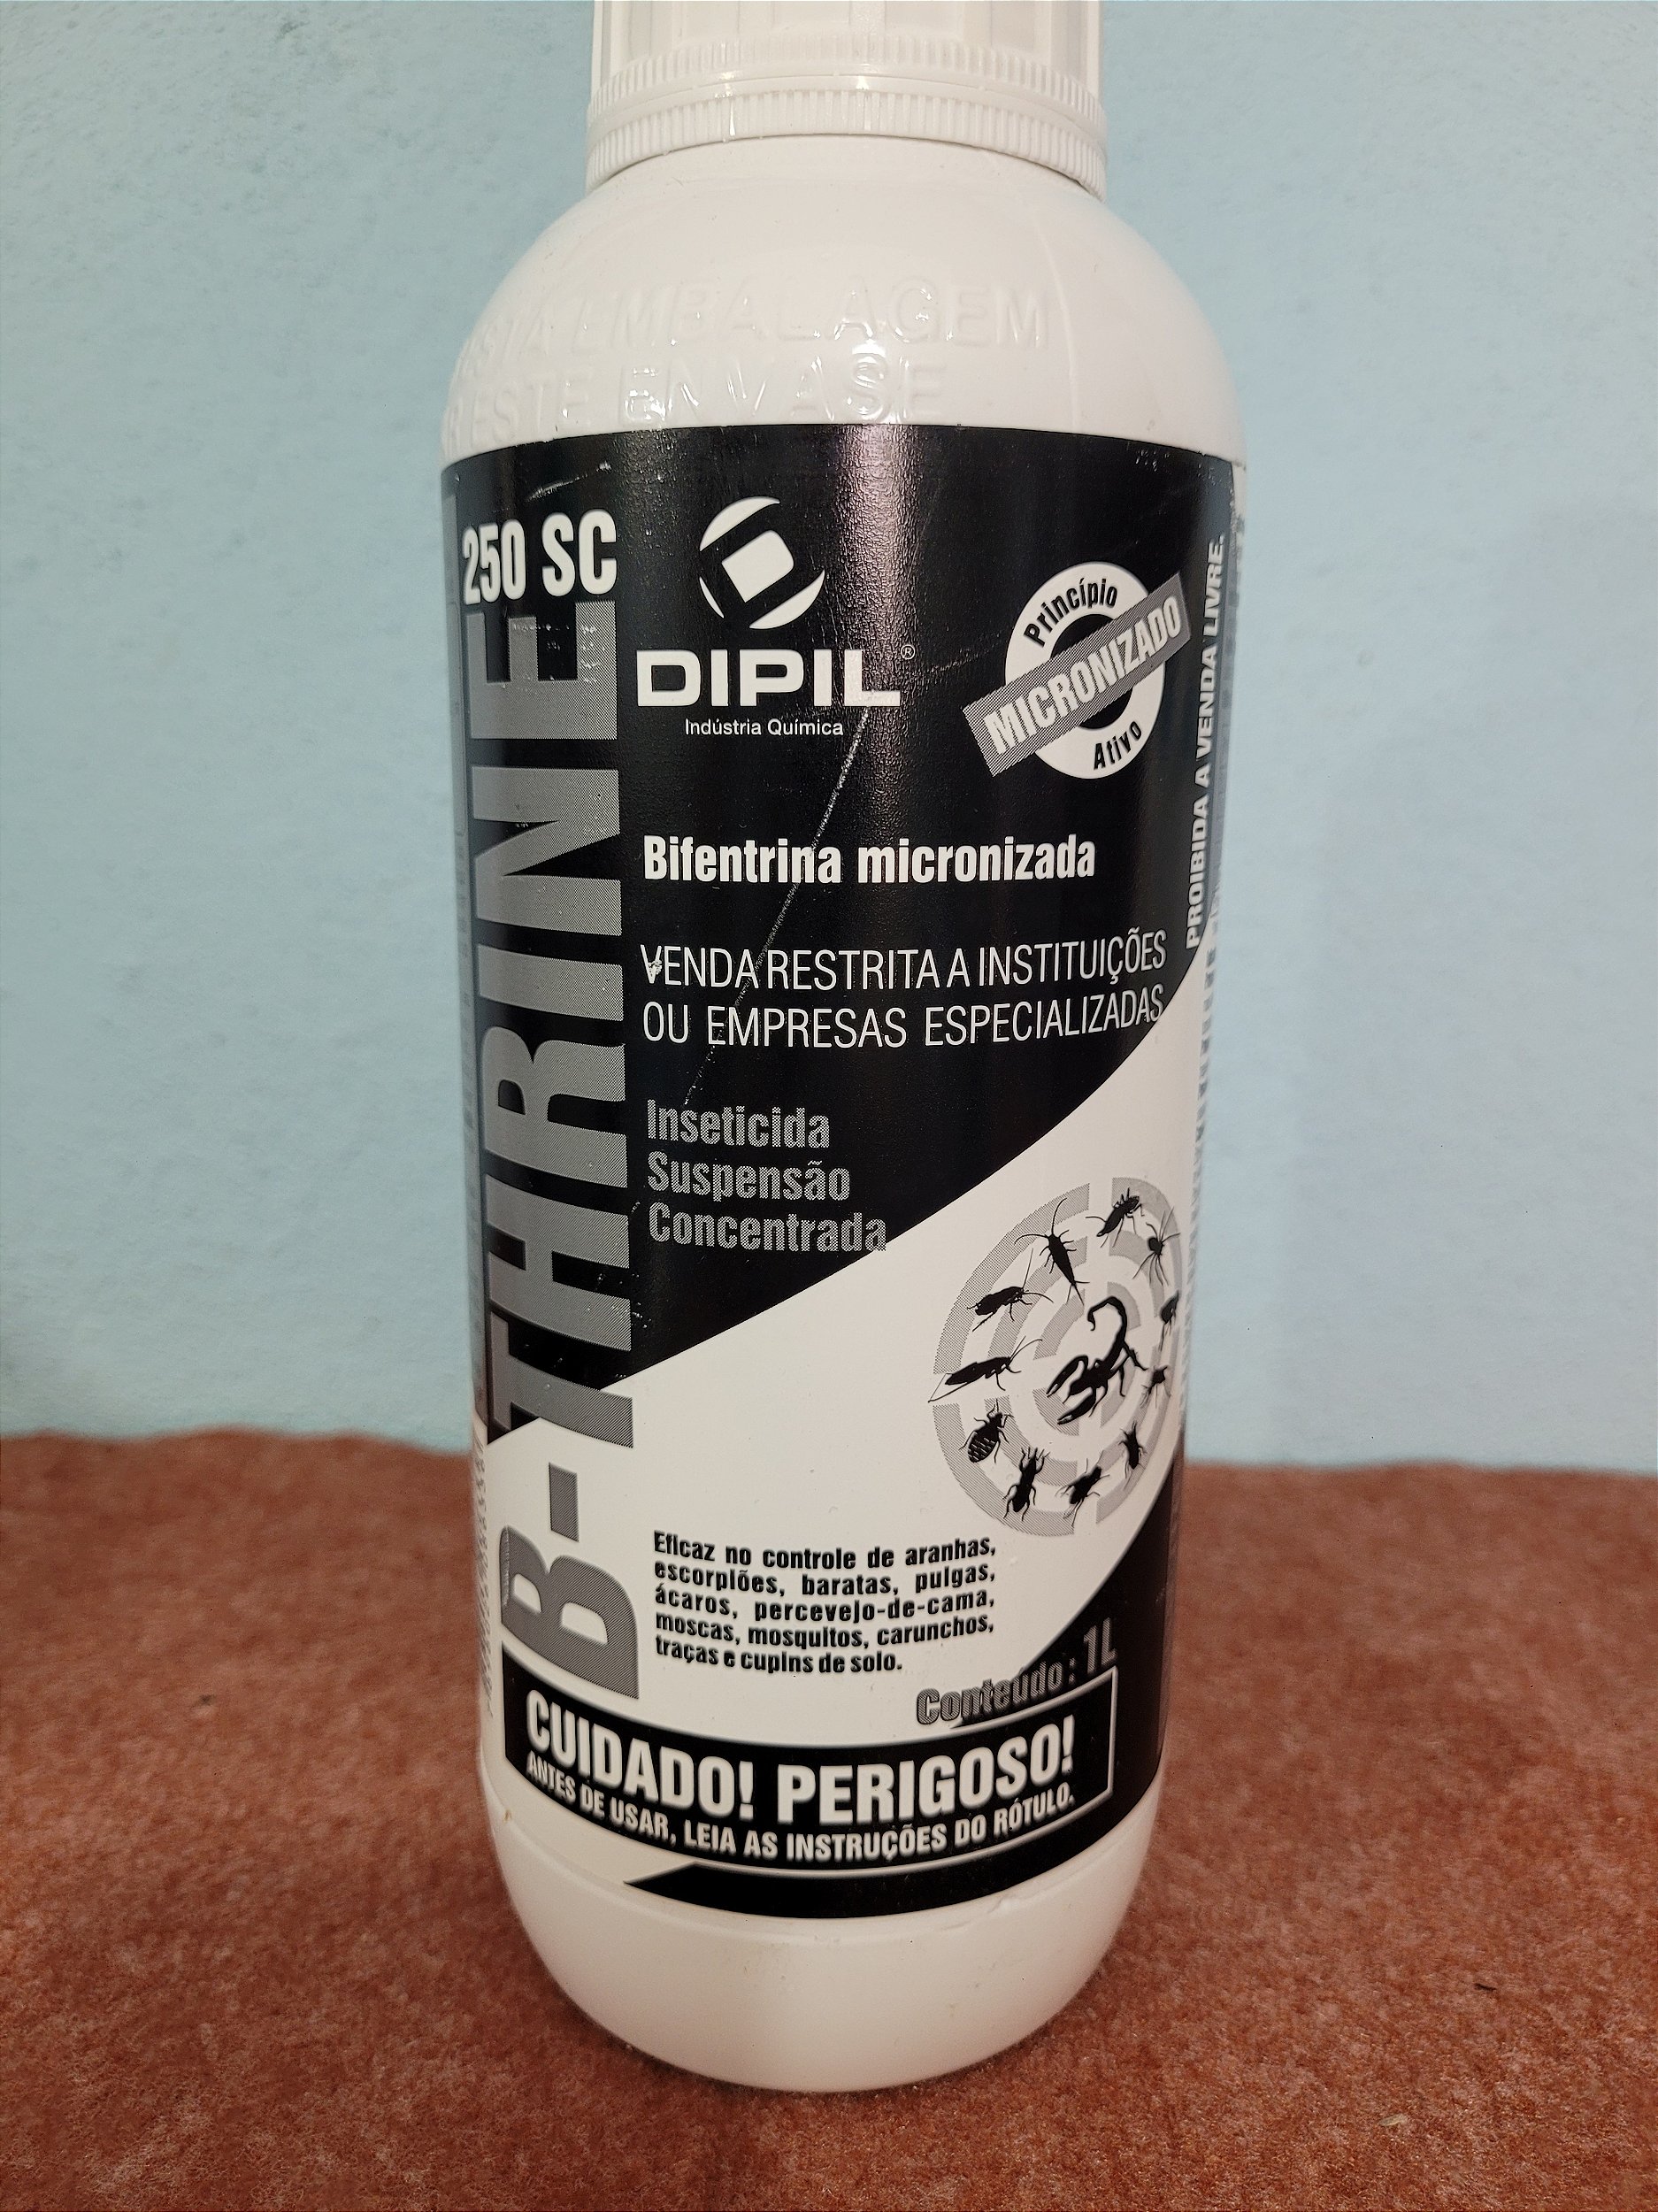 EMBALAGEM
ESTE ENVASE
250 SC
B-THRINE
DIPIL®
Indústria Química
Princípio
MICRONIZADO
Ativo
PROIBIDA A VENDA LIVRE.
Bifentrina micronizada
VENDA RESTRITA A INSTITUIÇÕES
OU EMPRESAS ESPECIALIZADAS
Inseticida
Suspensão
Concentrada
Eficaz no controle de aranhas,
escorpiões, baratas, pulgas,
ácaros, percevejo-de-cama,
moscas, mosquitos, carunchos,
traças e cupins de solo.
Conteúdo: 1L
CUIDADO! PERIGOSO!
ANTES DE USAR, LEIA AS INSTRUÇÕES DO RÓTULO.